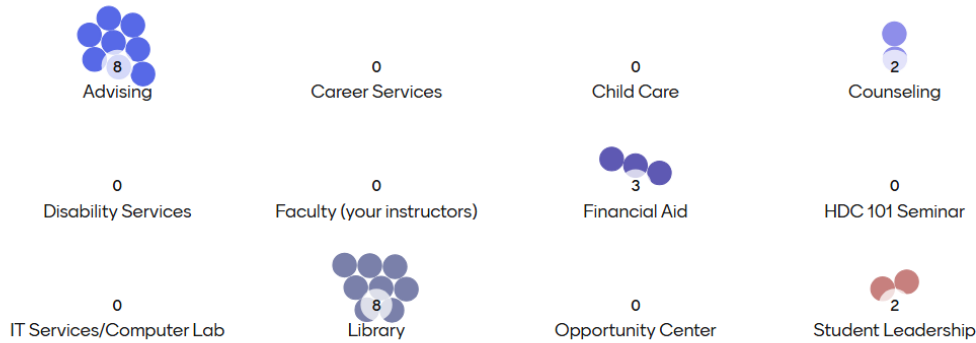 8 0 0 2
Advising Career Services Child Care Counseling
0 0 3 0
Disability Services Faculty (your instructors) Financial Aid HDC 101 Seminar
0 8 0 2
IT Services/Computer Lab Library Opportunity Center Student Leadership